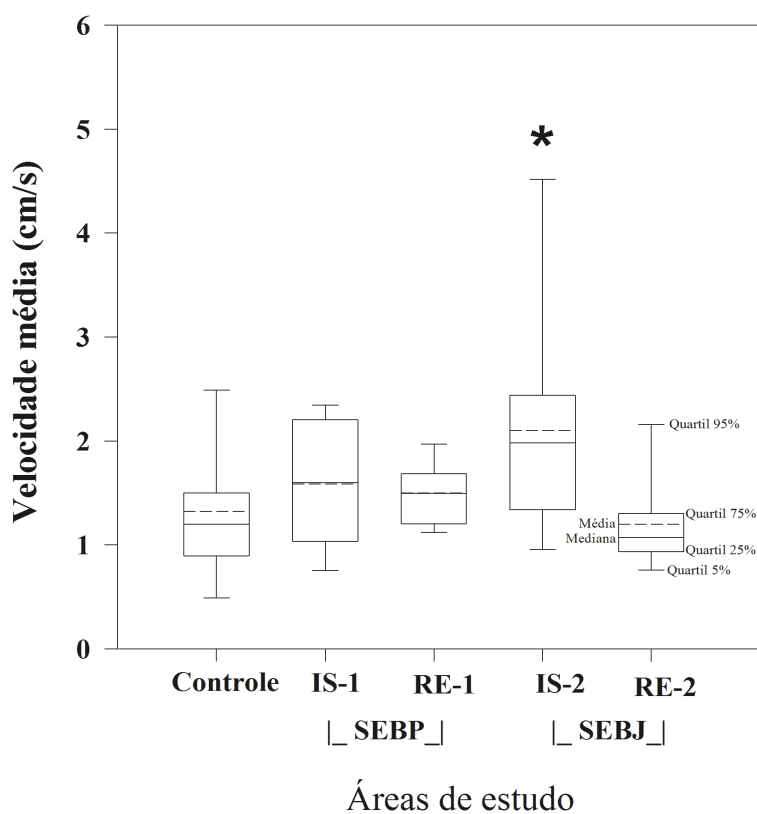 6
5
4
3
2
1
0
Velocidade média (cm/s)
*
Quartil 95%
Quartil 75%
Média
Mediana
Quartil 25%
Quartil 5%
Controle IS-1 RE-1 IS-2 RE-2
|_ SEBP_| |_ SEBJ_|
Áreas de estudo